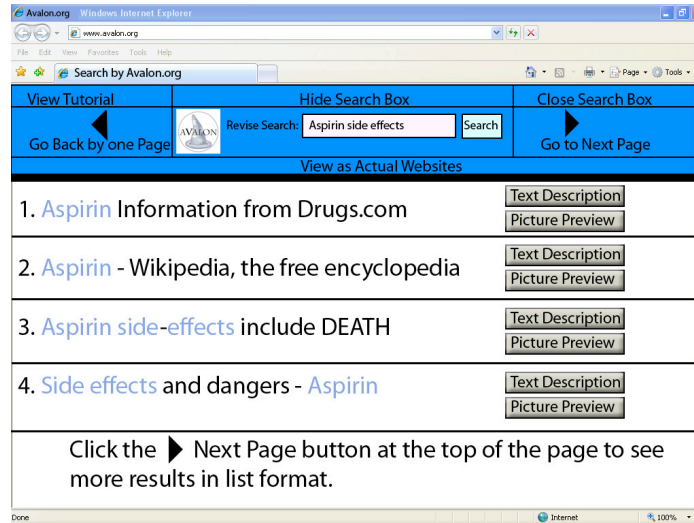 Avalon.org Windows Internet Explorer
www.avalon.org
File Edit View Favorites Tools Help
Search by Avalon.org
Page Tools
View Tutorial Hide Search Box Close Search Box
AVALON Revise Search: Aspirin side effects Search
Go Back by one Page Go to Next Page
View as Actual Websites
1. Aspirin Information from Drugs.com
Text Description
Picture Preview
2. Aspirin - Wikipedia, the free encyclopedia
Text Description
Picture Preview
3. Aspirin side-effects include DEATH
Text Description
Picture Preview
4. Side effects and dangers - Aspirin
Text Description
Picture Preview
Click the Next Page button at the top of the page to see
more results in list format.
Done Internet 100%